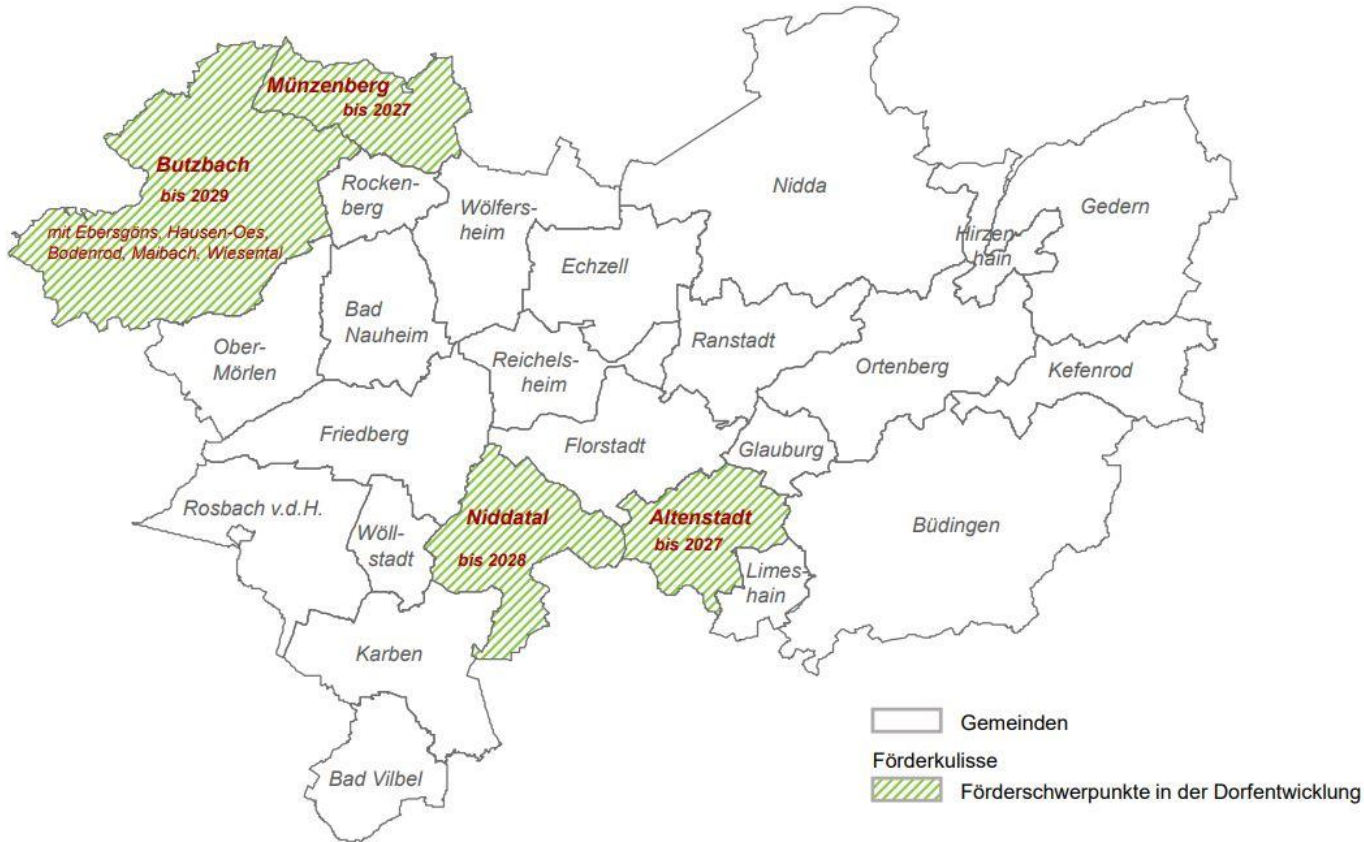 Münzenberg
bis 2027
Butzbach
bis 2029
mit Ebersgöns, Hausen-Oes,
Bodenrod, Maibach, Wiesental
Rocken-
berg
Wölfers-
heim
Nidda
Gedern
Hirzen-
hain
Echzell
Bad
Nauheim
Ober-
Mörlen
Reichels-
heim
Ranstadt
Ortenberg
Kefenrod
Friedberg
Florstadt
Glauburg
Rosbach v.d.H.
Wöll-
stadt
Niddatal
bis 2028
Altenstadt
bis 2027
Büdingen
Limes-
hain
Karben
Bad Vilbel
Gemeinden
Förderkulisse
Förderschwerpunkte in der Dorfentwicklung